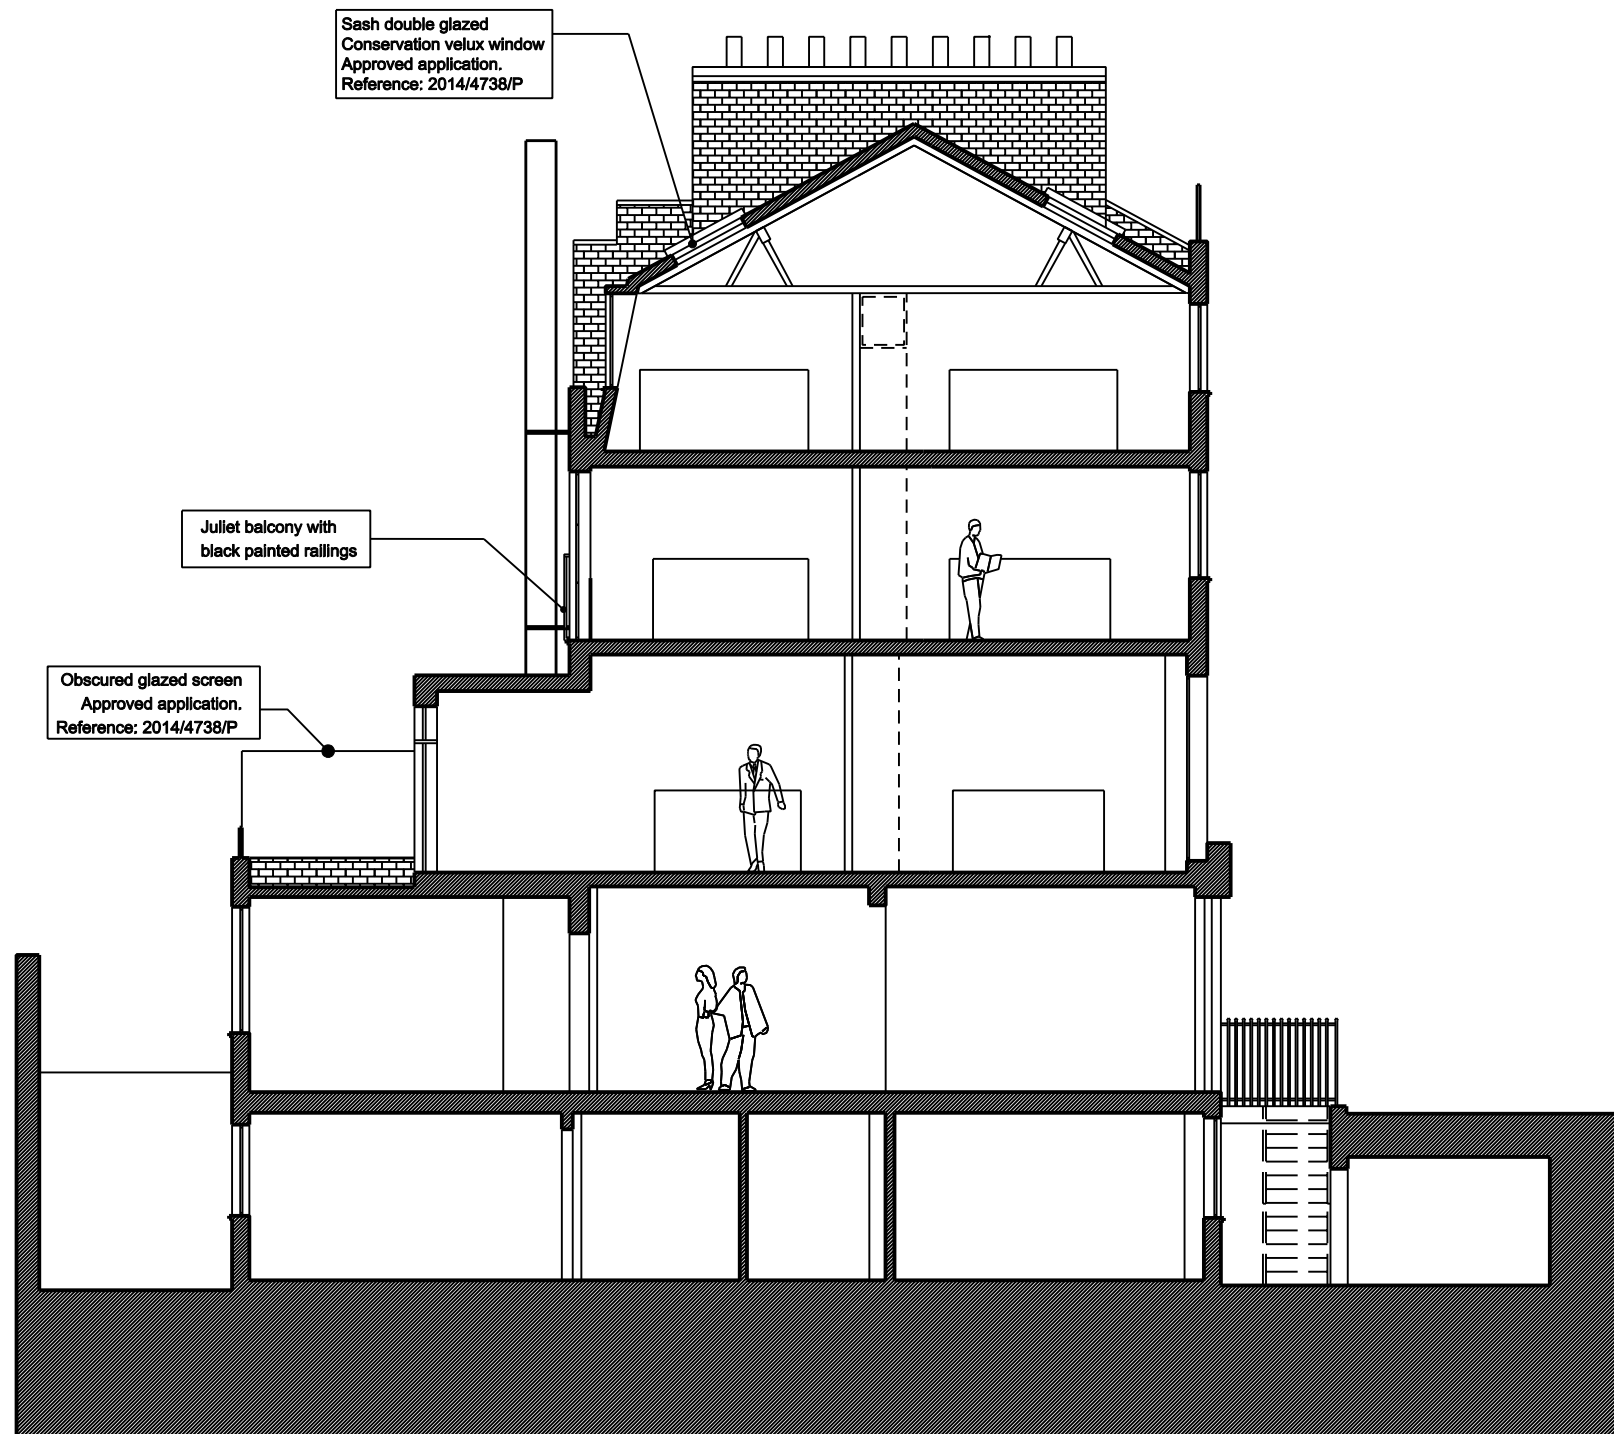 Sash double glazed
Conservation velux window
Approved application.
Reference: 2014/4738/P
Juliet balcony with
black painted railings
Obscured glazed screen
Approved application.
Reference: 2014/4738/P